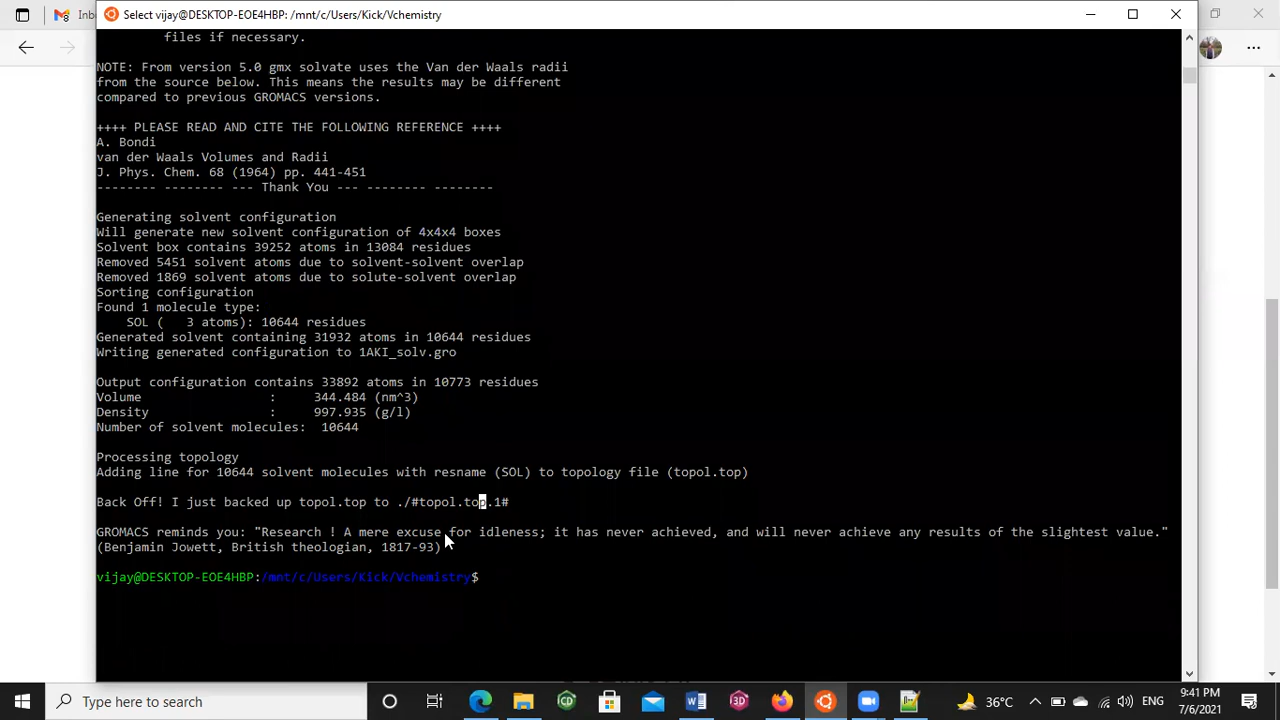 Inb
Select vijay@DESKTOP-EOE4HBP: /mnt/c/Users/Kick/Vchemistry
files if necessary.
NOTE: From version 5.0 gmx solvate uses the Van der Waals radii
from the source below. This means the results may be different
compared to previous GROMACS versions.
++++ PLEASE READ AND CITE THE FOLLOWING REFERENCE ++++
A. Bondi
van der Waals Volumes and Radii
J. Phys. Chem. 68 (1964) pp. 441-451
-------- -------- --- Thank You --- -------- --------
Generating solvent configuration
Will generate new solvent configuration of 4x4x4 boxes
Solvent box contains 39252 atoms in 13084 residues
Removed 5451 solvent atoms due to solvent-solvent overlap
Removed 1869 solvent atoms due to solute-solvent overlap
Sorting configuration
Found 1 molecule type:
SOL (   3 atoms): 10644 residues
Generated solvent containing 31932 atoms in 10644 residues
Writing generated configuration to 1AKI_solv.gro
Output configuration contains 33892 atoms in 10773 residues
Volume                 :     344.484 (nm^3)
Density                :     997.935 (g/l)
Number of solvent molecules:  10644
Processing topology
Adding line for 10644 solvent molecules with resname (SOL) to topology file (topol.top)
Back Off! I just backed up topol.top to ./#topol.top.1#
GROMACS reminds you: "Research ! A mere excuse for idleness; it has never achieved, and will never achieve any results of the slightest value."
(Benjamin Jowett, British theologian, 1817-93)
vijay@DESKTOP-EOE4HBP:/mnt/c/Users/Kick/Vchemistry$
Type here to search
36°C
ENG
9:41 PM
7/6/2021